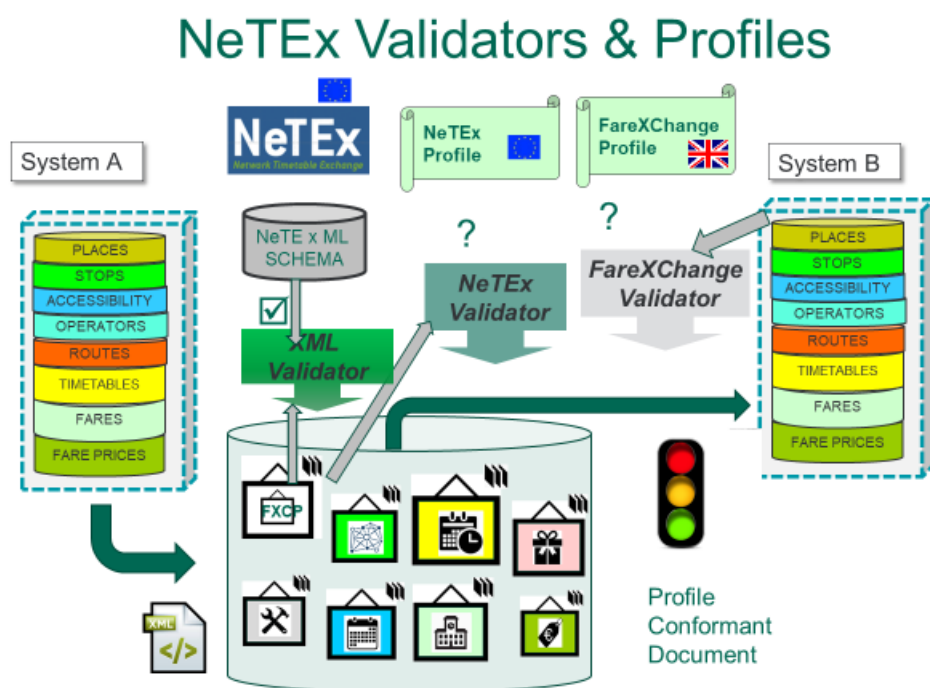 NeTEx Validators & Profiles
NeTEx
Network Timetable Exchange
NeTEx
Profile
FareXChange
Profile
System A
System B
PLACES
STOPS
ACCESSIBILITY
OPERATORS
ROUTES
TIMETABLES
FARES
FARE PRICES
NeTE x ML
SCHEMA
?
?
NeTEx
Validator
FareXChange
Validator
XML
Validator
PLACES
STOPS
ACCESSIBILITY
OPERATORS
ROUTES
TIMETABLES
FARES
FARE PRICES
FXCP
XML
</>
€
Profile
Conformant
Document